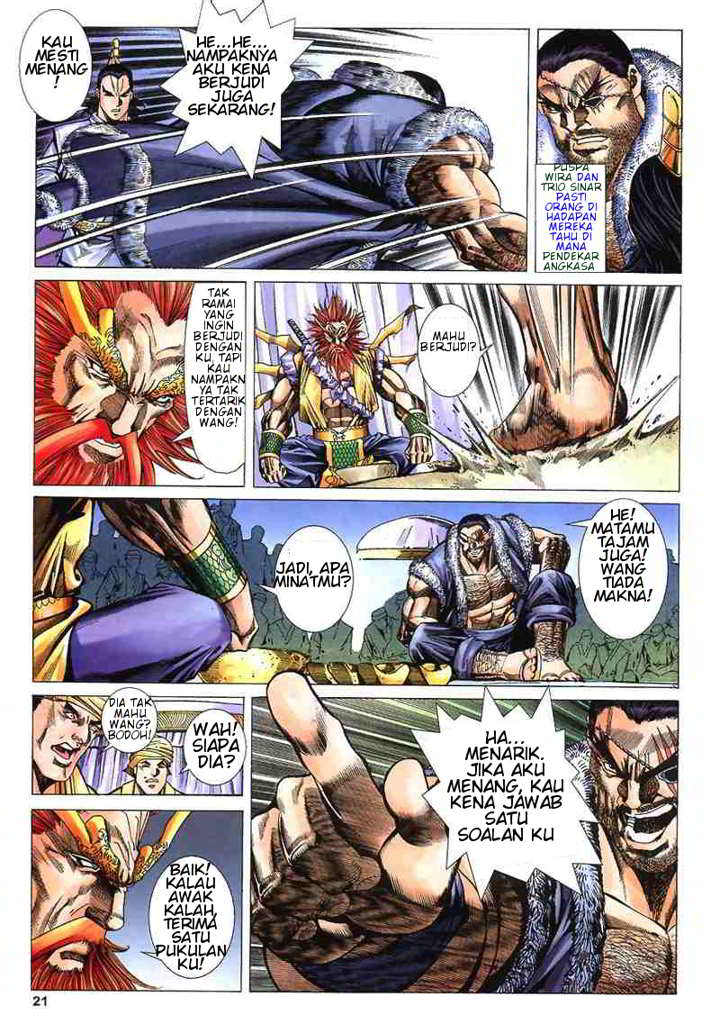 KAU
MESTI
MENANG
!
HE...HE...
NAMPAKNYA
AKU KENA
BERJUDI
JUGA
SEKARANG!
PUSPA
WIRA DAN
TRIO SINAR
PASTI
ORANG DI
HADAPAN
MEREKA
TAHU DI
MANA
PENDEKAR
ANGKASA
TAK
RAMAI
YANG
INGIN
BERJUDI
DENGAN
KU, TAPI
KAU
NAMPAKN
YA TAK
TERTARIK
DENGAN
WANG!
MAHU
BERJUDI?
JADI, APA
MINATMU?
HE!
MATAMU
TAJAM
JUGA!
WANG
TIADA
MAKNA!
DIA TAK
MAHU
WANG?
BODOH!
WAH!
SIAPA
DIA?
HA...
MENARIK.
JIKA AKU
MENANG, KAU
KENA JAWAB
SATU
SOALAN KU
BAIK!
KALAU
AWAK
KALAH,
TERIMA
SATU
PUKULAN
KU!
21